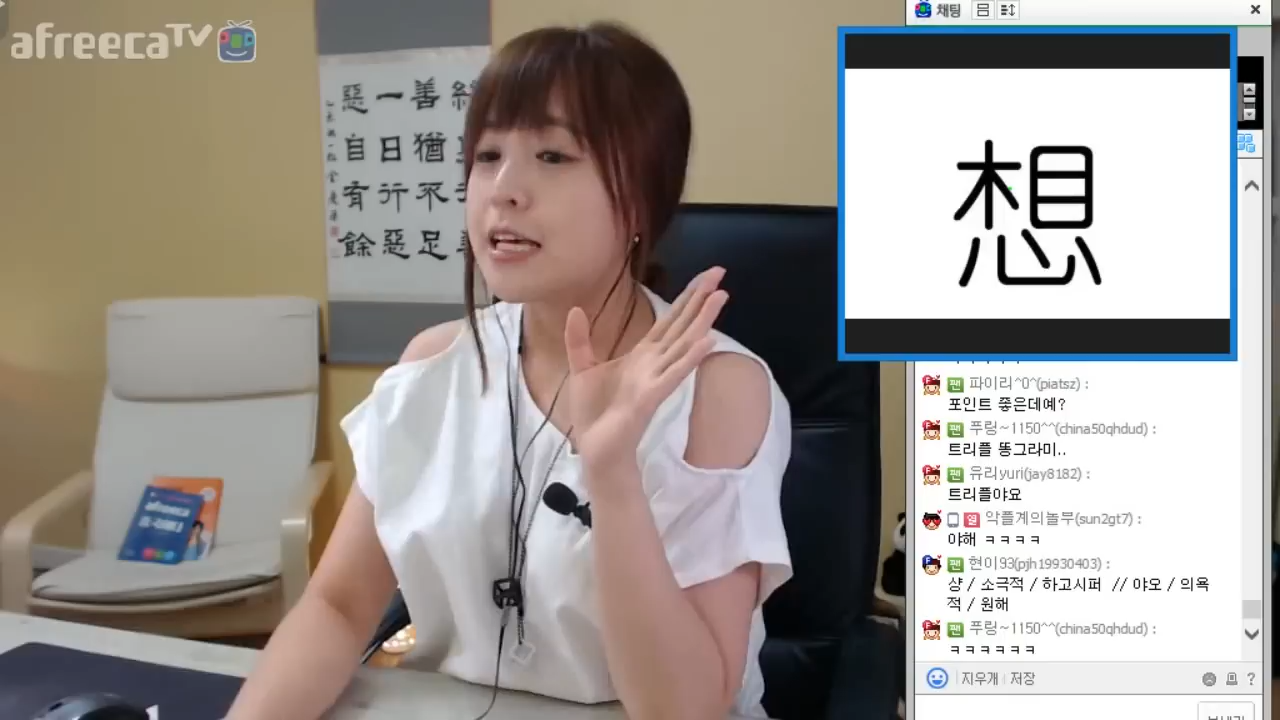 afreecaTV
채팅
惡一善
自日猶
有行不
餘惡足
afreeca
想
파이리^0^(piatsz) :
포인트 좋은데예?
푸렁~1150^^(china50qhdud) :
트리플 똥그라미..
유리yuri(jay8182) :
트리플야요
악플계의놀부(sun2gt7) :
야해 ㅋㅋㅋㅋ
현이93(pjh19930403) :
샹 / 소극적 / 하고시퍼 // 야오 / 의욕
적 / 원해
푸렁~1150^^(china50qhdud) :
ㅋㅋㅋㅋㅋㅋ
지우개 저장